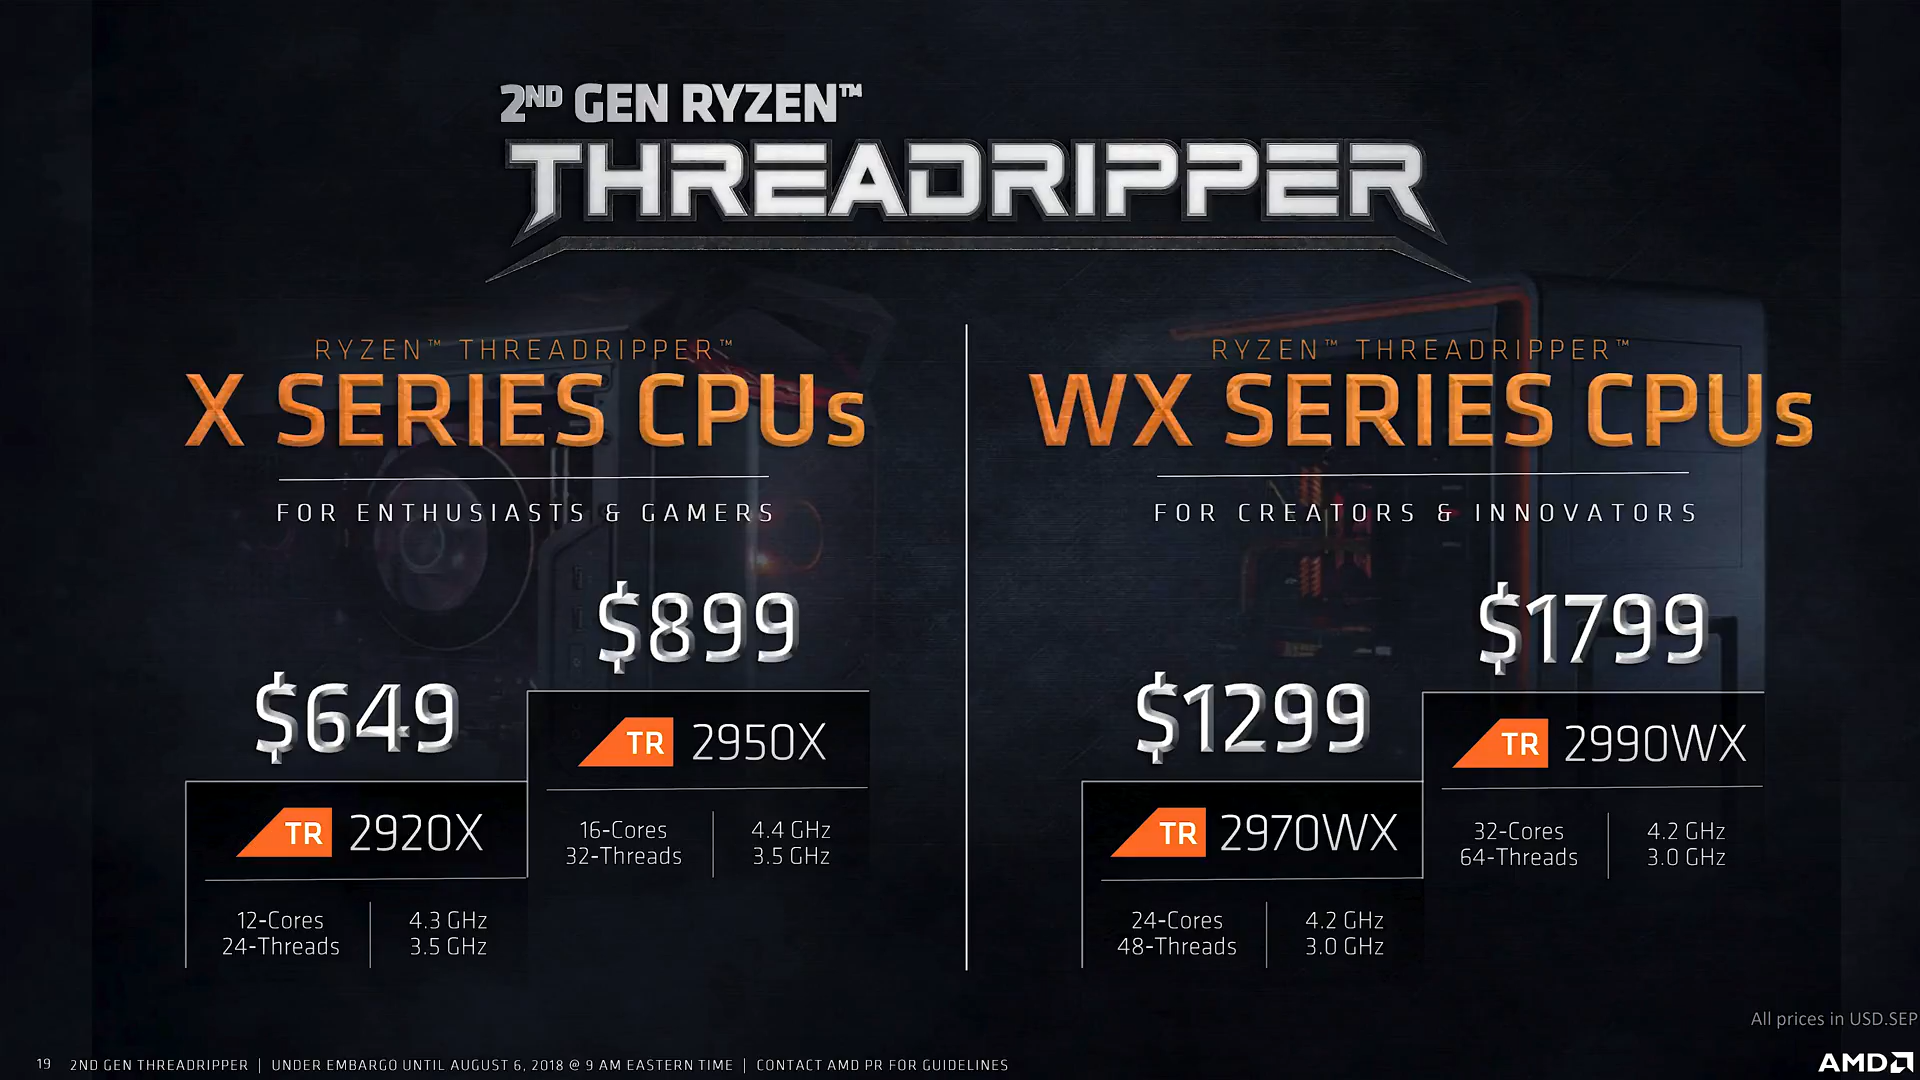 2ND GEN RYZEN™
THREADRIPPER
RYZEN™ THREADRIPPER™
X SERIES CPUs
FOR ENTHUSIASTS & GAMERS
$649
TR 2920X
12-Cores 4.3 GHz
24-Threads 3.5 GHz
$899
TR 2950X
16-Cores 4.4 GHz
32-Threads 3.5 GHz
RYZEN™ THREADRIPPER™
WX SERIES CPUs
FOR CREATORS & INNOVATORS
$1299
TR 2970WX
24-Cores 4.2 GHz
48-Threads 3.0 GHz
$1799
TR 2990WX
32-Cores 4.2 GHz
64-Threads 3.0 GHz
All prices in USD.SEP
19 2ND GEN THREADRIPPER | UNDER EMBARGO UNTIL AUGUST 6, 2018 @ 9 AM EASTERN TIME | CONTACT AMD PR FOR GUIDELINES
AMD